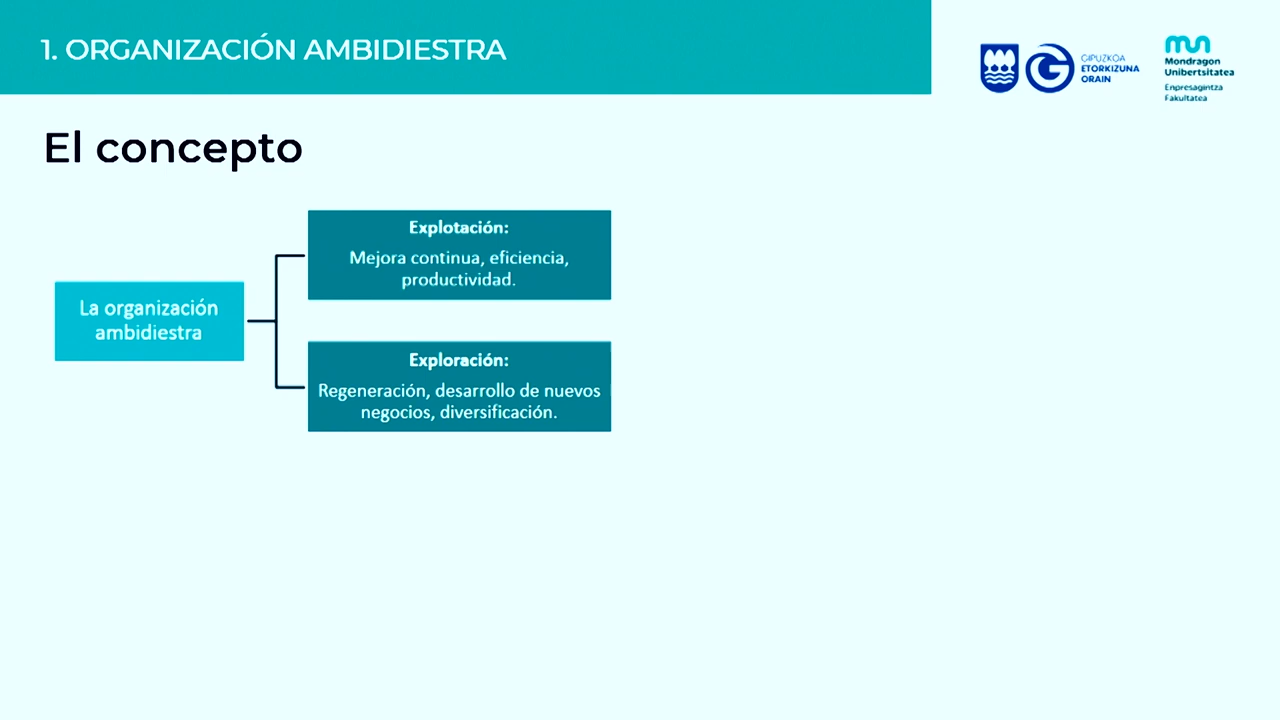 1. ORGANIZACIÓN AMBIDIESTRA
GIPUZKOA
ETORKIZUNA
ORAIN
Mondragon
Unibertsitatea
Enpresagintza
Fakultatea
El concepto
La organización
ambidiestra
Explotación:
Mejora continua, eficiencia,
productividad.
Exploración:
Regeneración, desarrollo de nuevos
negocios, diversificación.